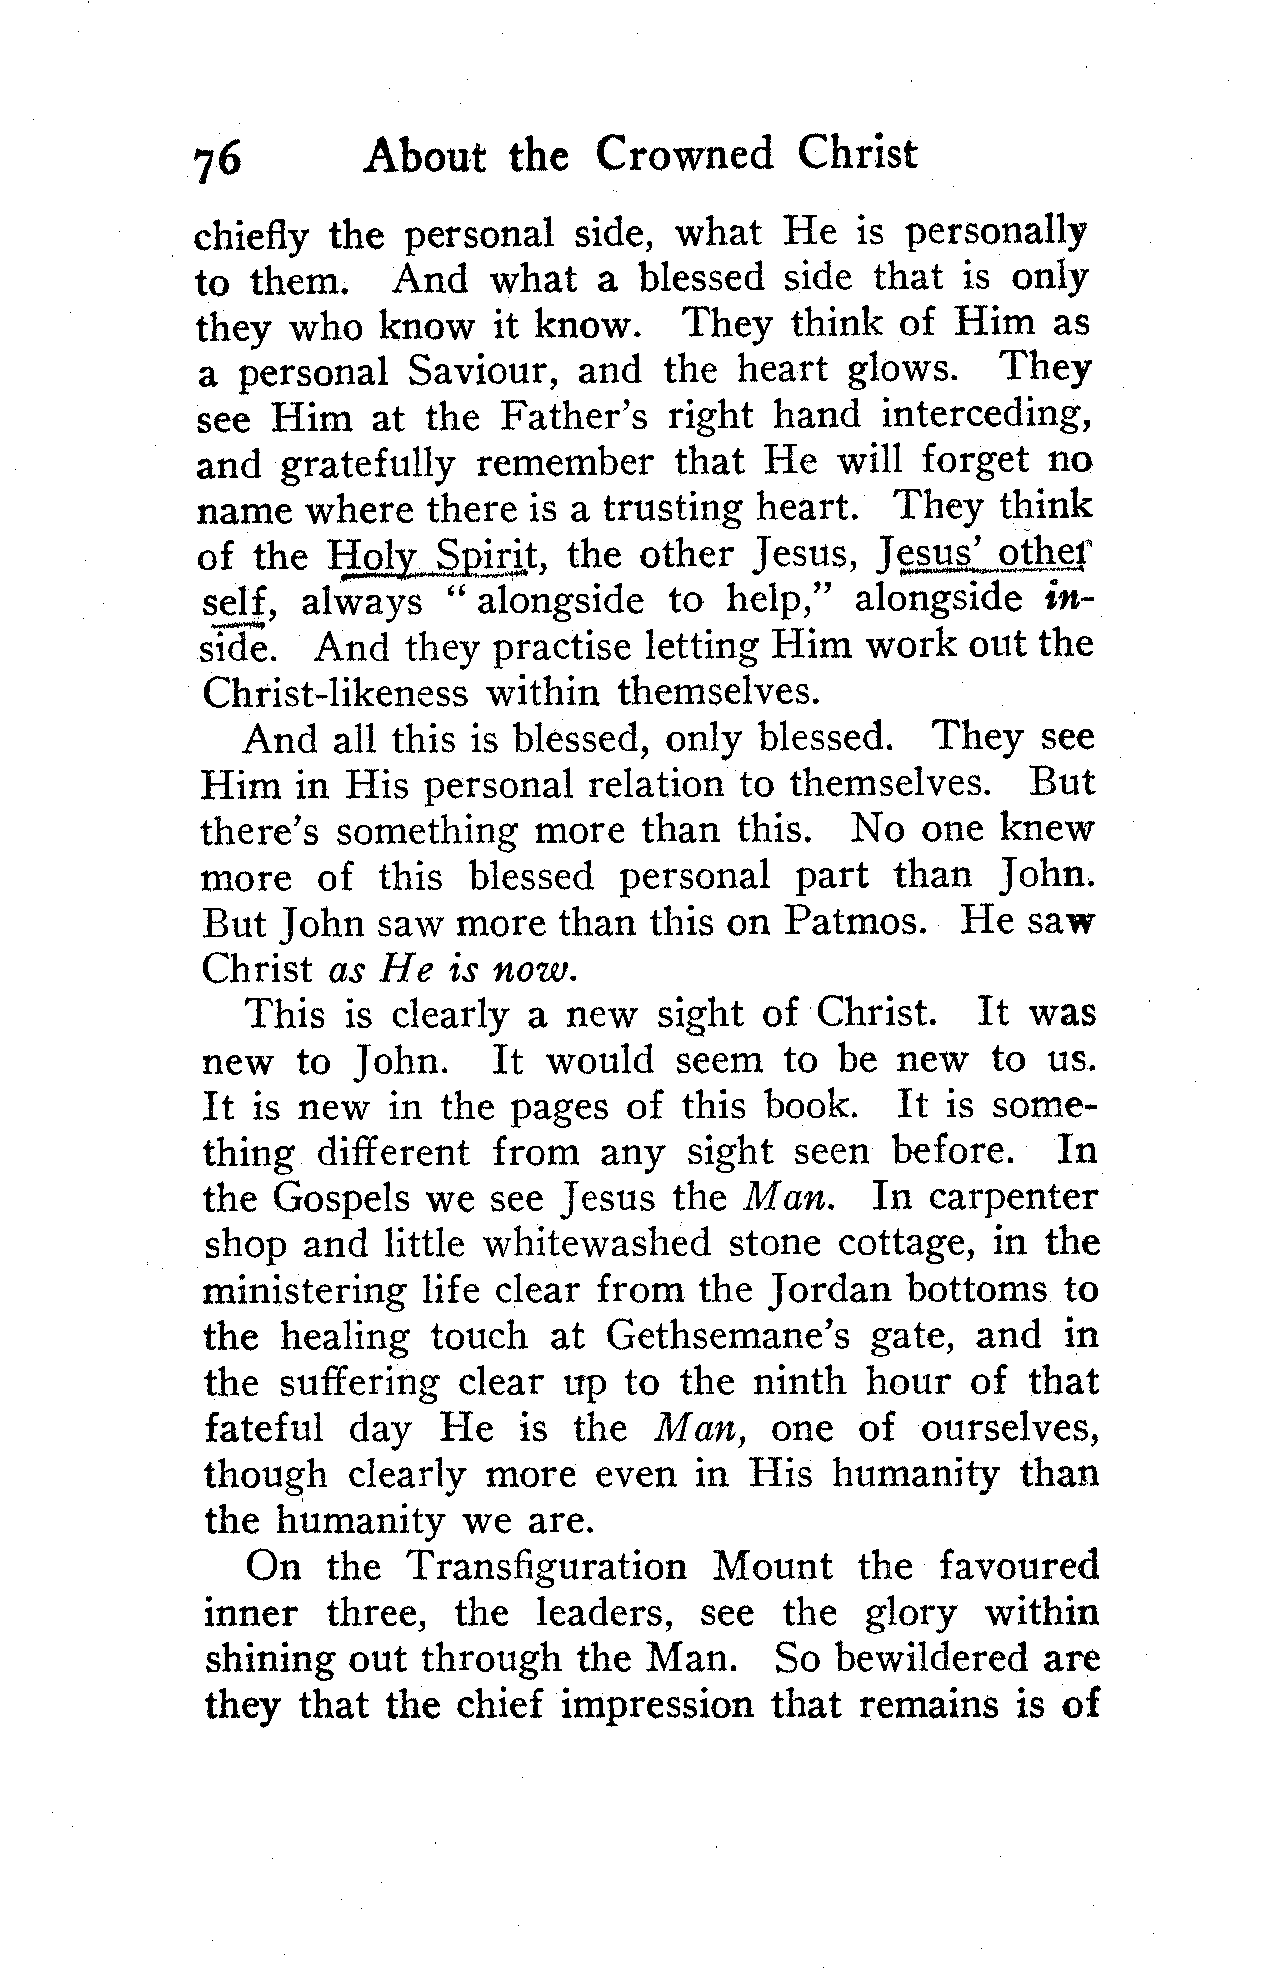 76 About the Crowned Christ
chiefly the personal side, what He is personally
to them. And what a blessed side that is only
they who know it know. They think of Him as
a personal Saviour, and the heart glows. They
see Him at the Father's right hand interceding,
and gratefully remember that He will forget no
name where there is a trusting heart. They think
of the Holy Spirit, the other Jesus, Jesus' other
self, always " alongside to help," alongside in-
side. And they practise letting Him work out the
Christ-likeness within themselves.
And all this is blessed, only blessed. They see
Him in His personal relation to themselves. But
there's something more than this. No one knew
more of this blessed personal part than John.
But John saw more than this on Patmos. He saw
Christ as He is now.
This is clearly a new sight of Christ. It was
new to John. It would seem to be new to us.
It is new in the pages of this book. It is some-
thing different from any sight seen before. In
the Gospels we see Jesus the Man. In carpenter
shop and little whitewashed stone cottage, in the
ministering life clear from the Jordan bottoms to
the healing touch at Gethsemane's gate, and in
the suffering clear up to the ninth hour of that
fateful day He is the Man, one of ourselves,
though clearly more even in His humanity than
the humanity we are.
On the Transfiguration Mount the favoured
inner three, the leaders, see the glory within
shining out through the Man. So bewildered are
they that the chief impression that remains is of